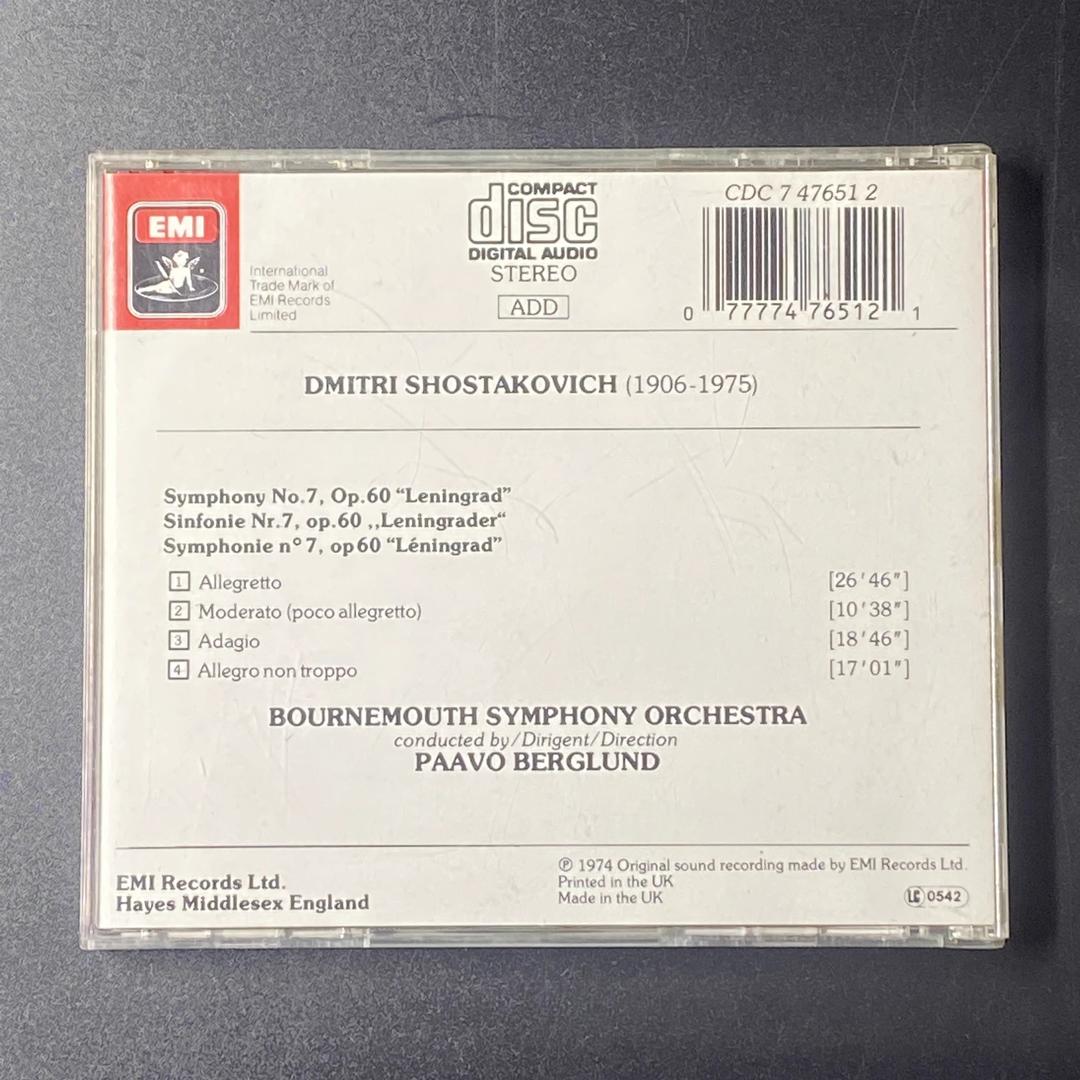 EMI
International
Trade Mark of
EMI Records
Limited
COMPACT
disc
DIGITAL AUDIO
STEREO
ADD
CDC 7 47651 2
0 77774 76512 1
DMITRI SHOSTAKOVICH (1906-1975)
Symphony No.7, Op.60 “Leningrad”
Sinfonie Nr.7, op.60 ,,Leningrader“
Symphonie n° 7, op60 “Léningrad”
1 Allegretto [26'46"]
2 Moderato (poco allegretto) [10'38"]
3 Adagio [18'46"]
4 Allegro non troppo [17'01"]
BOURNEMOUTH SYMPHONY ORCHESTRA
conducted by/Dirigent/Direction
PAAVO BERGLUND
EMI Records Ltd.
Hayes Middlesex England
℗ 1974 Original sound recording made by EMI Records Ltd.
Printed in the UK
Made in the UK
LC 0542